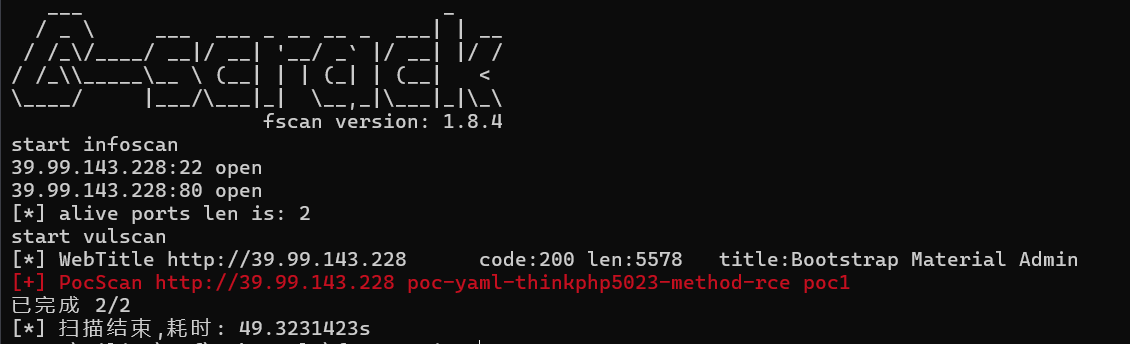 fscan version: 1.8.4
start infoscan
39.99.143.228:22 open
39.99.143.228:80 open
[*] alive ports len is: 2
start vulscan
[*] WebTitle http://39.99.143.228 code:200 len:5578 title:Bootstrap Material Admin
[+] PocScan http://39.99.143.228 poc-yaml-thinkphp5023-method-rce poc1
已完成 2/2
[*] 扫描结束,耗时: 49.3231423s